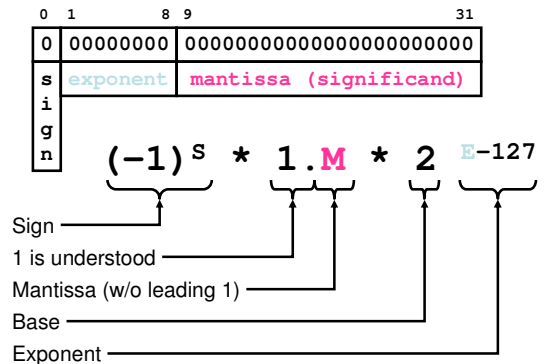 0 1 8 9 31
0 00000000 00000000000000000000000
sign exponent mantissa (significand)
(-1)S * 1.M * 2 E-127
Sign
1 is understood
Mantissa (w/o leading 1)
Base
Exponent